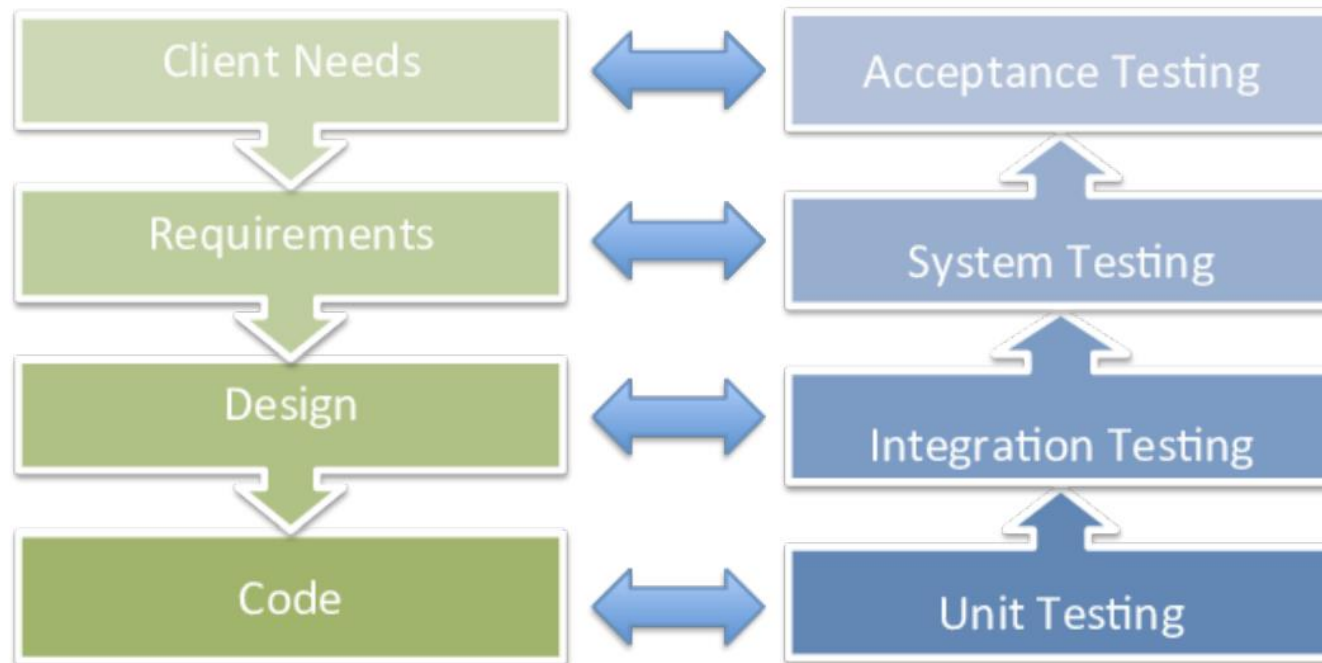 Client Needs
Acceptance Testing
Requirements
System Testing
Design
Integration Testing
Code
Unit Testing